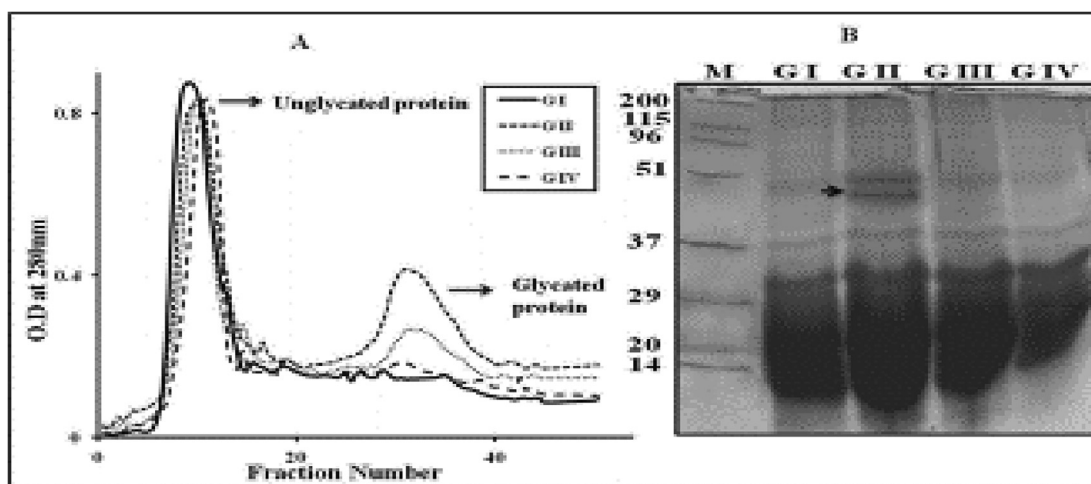 A
B
M G I G II G III G IV
Unglycated protein
G I
G II
G III
G IV
0.8
0.4
0
O.D at 280nm
Glycated
protein
0 20 40
Fraction Number
200
115
96
51
37
29
20
14